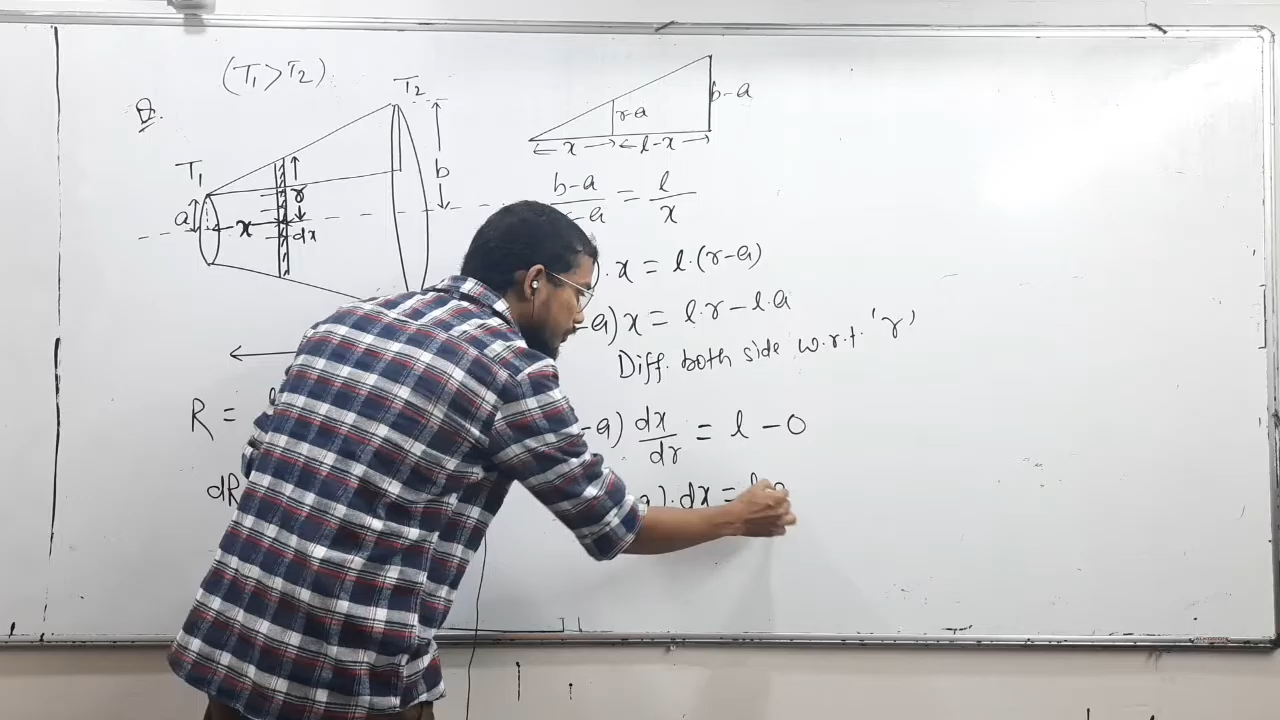 (T₁ > T₂)
Q.
T₂
T₁
b
a
r
x
dx
r-a
b-a
x
l-x
b-a / -a = l / x
. x = l.(r-a)
-a) x = l.r - l.a
Diff. both side w.r.t. 'r'
R =
-a) dx/dr = l - 0
dR
a). dx = l.